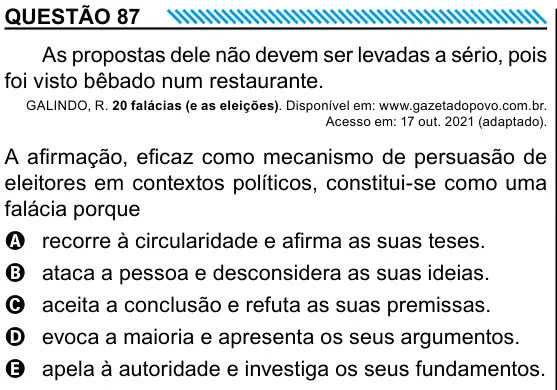 QUESTÃO 87
As propostas dele não devem ser levadas a sério, pois
foi visto bêbado num restaurante.
GALINDO, R. 20 falácias (e as eleições). Disponível em: www.gazetadopovo.com.br.
Acesso em: 17 out. 2021 (adaptado).
A afirmação, eficaz como mecanismo de persuasão de
eleitores em contextos políticos, constitui-se como uma
falácia porque
A recorre à circularidade e afirma as suas teses.
B ataca a pessoa e desconsidera as suas ideias.
C aceita a conclusão e refuta as suas premissas.
D evoca a maioria e apresenta os seus argumentos.
E apela à autoridade e investiga os seus fundamentos.